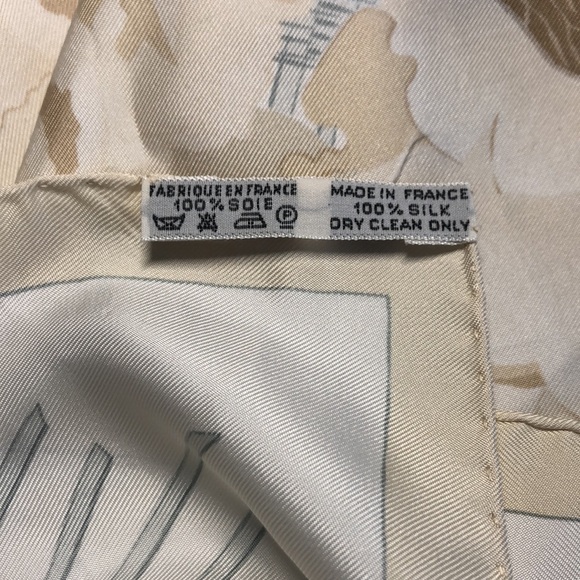 FABRIQUE EN FRANCE
100% SOIE
P
MADE IN FRANCE
100% SILK
DRY CLEAN ONLY